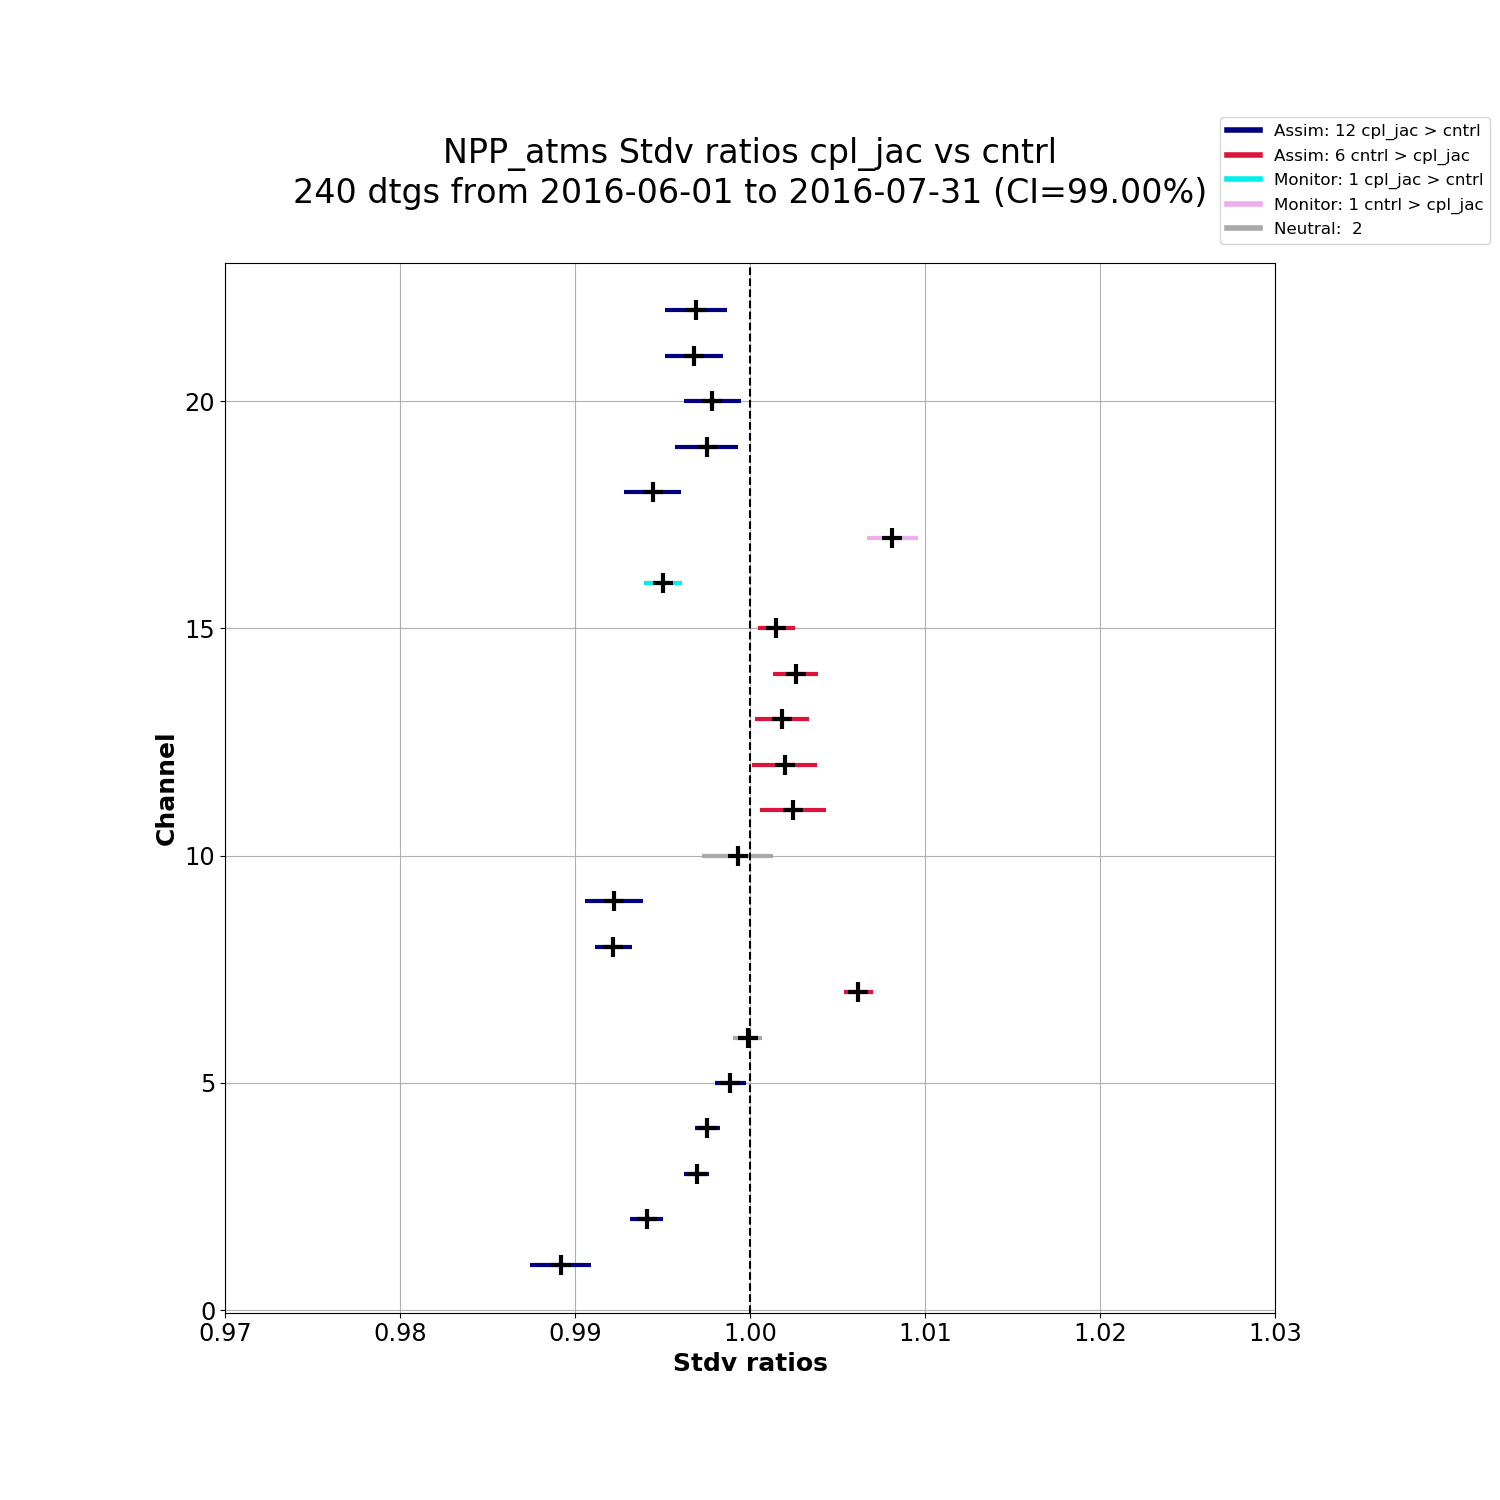 NPP_atms Stdv ratios cpl_jac vs cntrl
240 dtgs from 2016-06-01 to 2016-07-31 (CI=99.00%)
Assim: 12 cpl_jac > cntrl
Assim: 6 cntrl > cpl_jac
Monitor: 1 cpl_jac > cntrl
Monitor: 1 cntrl > cpl_jac
Neutral:  2
20
15
10
5
0
Channel
0.97 0.98 0.99 1.00 1.01 1.02 1.03
Stdv ratios